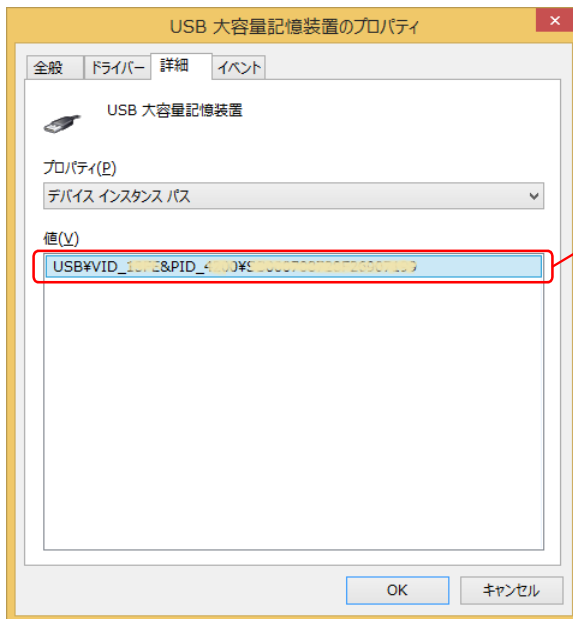 USB 大容量記憶装置のプロパティ
全般 ドライバー 詳細 イベント
USB 大容量記憶装置
プロパティ(P)
デバイス インスタンス パス
値(V)
USB¥VID_
OK キャンセル